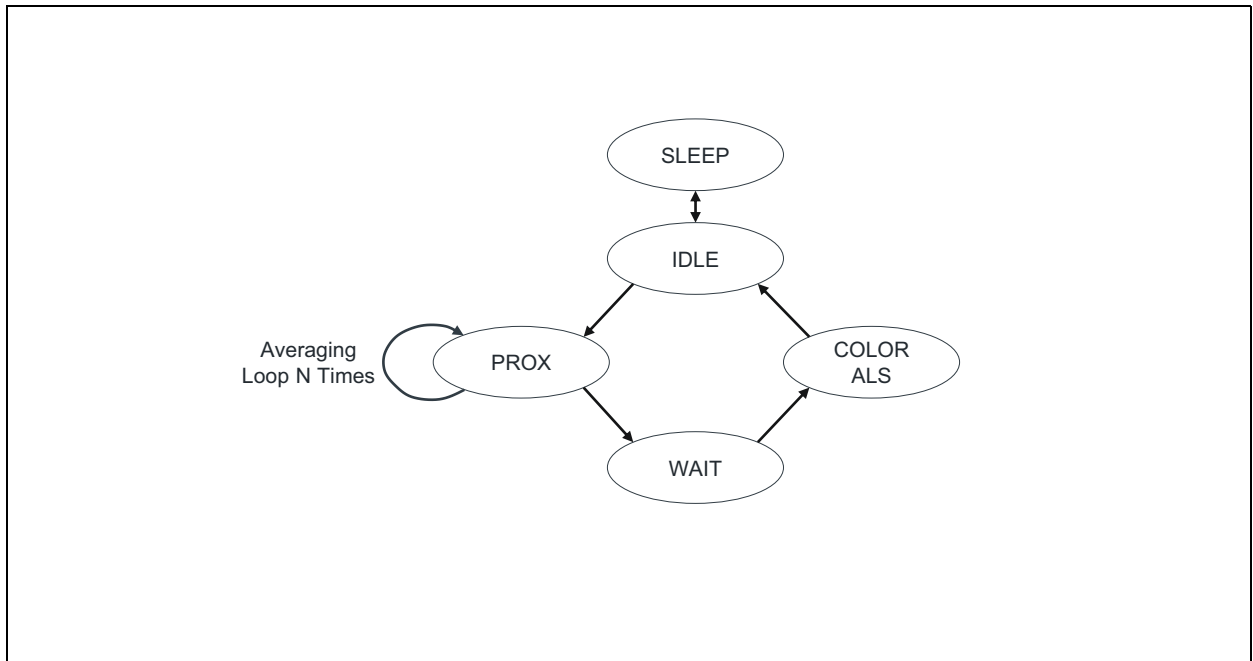 SLEEP
IDLE
Averaging
Loop N Times
PROX
COLOR
ALS
WAIT